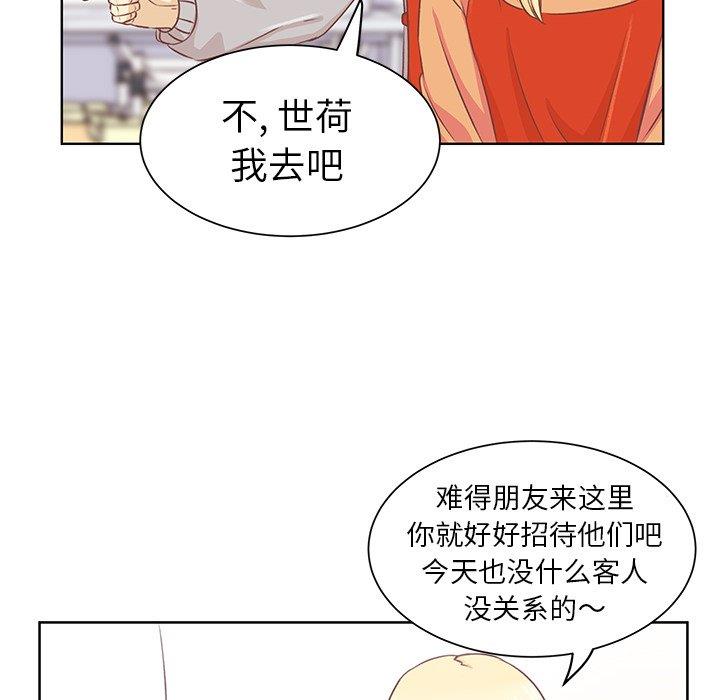 不, 世荷
我去吧
难得朋友来这里
你就好好招待他们吧
今天也没什么客人
没关系的～